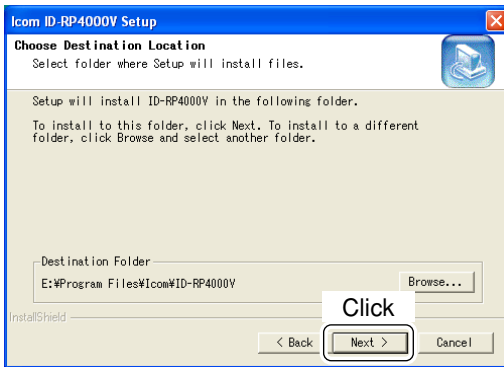 Icom ID-RP4000V Setup
Choose Destination Location
Select folder where Setup will install files.
Setup will install ID-RP4000V in the following folder.
To install to this folder, click Next. To install to a different
folder, click Browse and select another folder.
Destination Folder
E:¥Program Files¥Icom¥ID-RP4000V
Browse...
Click
InstallShield
< Back
Next >
Cancel